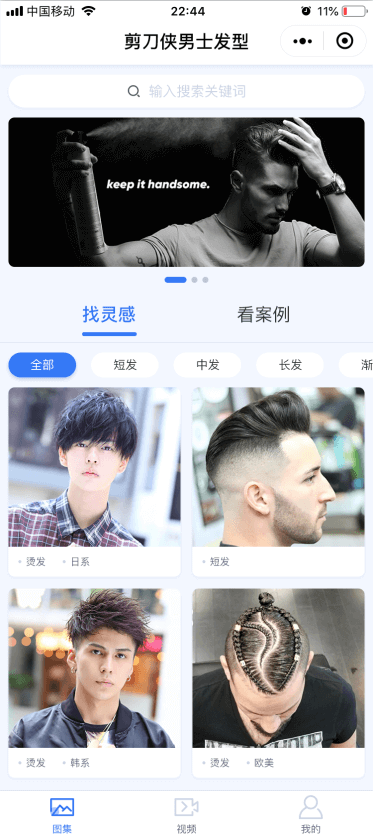 中国移动 22:44 11%
剪刀侠男士发型
输入搜索关键词
keep it handsome.
找灵感 看案例
全部 短发 中发 长发 渐
烫发 日系 短发
烫发 韩系 烫发 欧美
图集 视频 我的